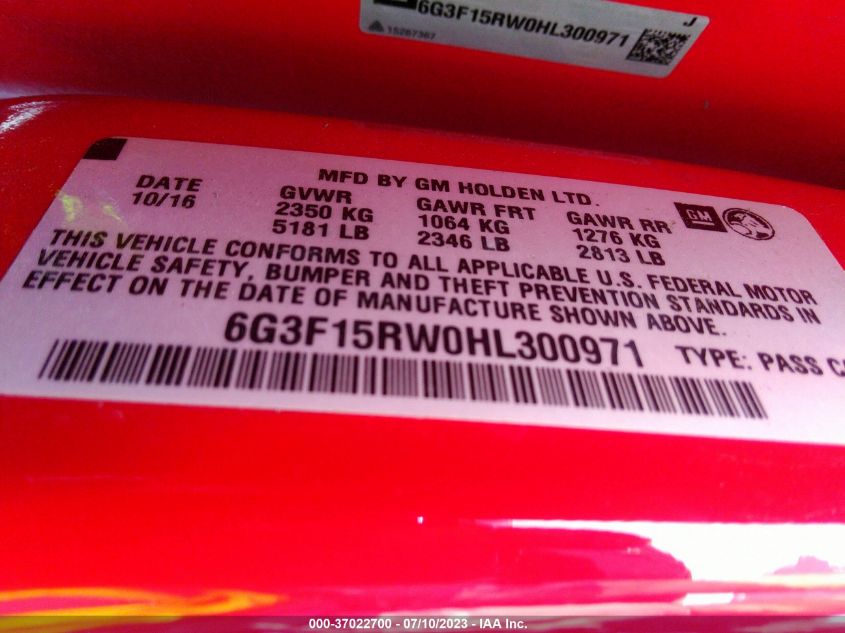 6G3F15RW0HL300971
J
15287367
MFD BY GM HOLDEN LTD.
DATE
10/16
GVWR
2350 KG
5181 LB
GAWR FRT
1064 KG
2346 LB
GAWR RR
1276 KG
2813 LB
GM
THIS VEHICLE CONFORMS TO ALL APPLICABLE U.S. FEDERAL MOTOR
VEHICLE SAFETY, BUMPER AND THEFT PREVENTION STANDARDS IN
EFFECT ON THE DATE OF MANUFACTURE SHOWN ABOVE.
6G3F15RW0HL300971
TYPE: PASS CA
000-37022700 - 07/10/2023 - IAA Inc.